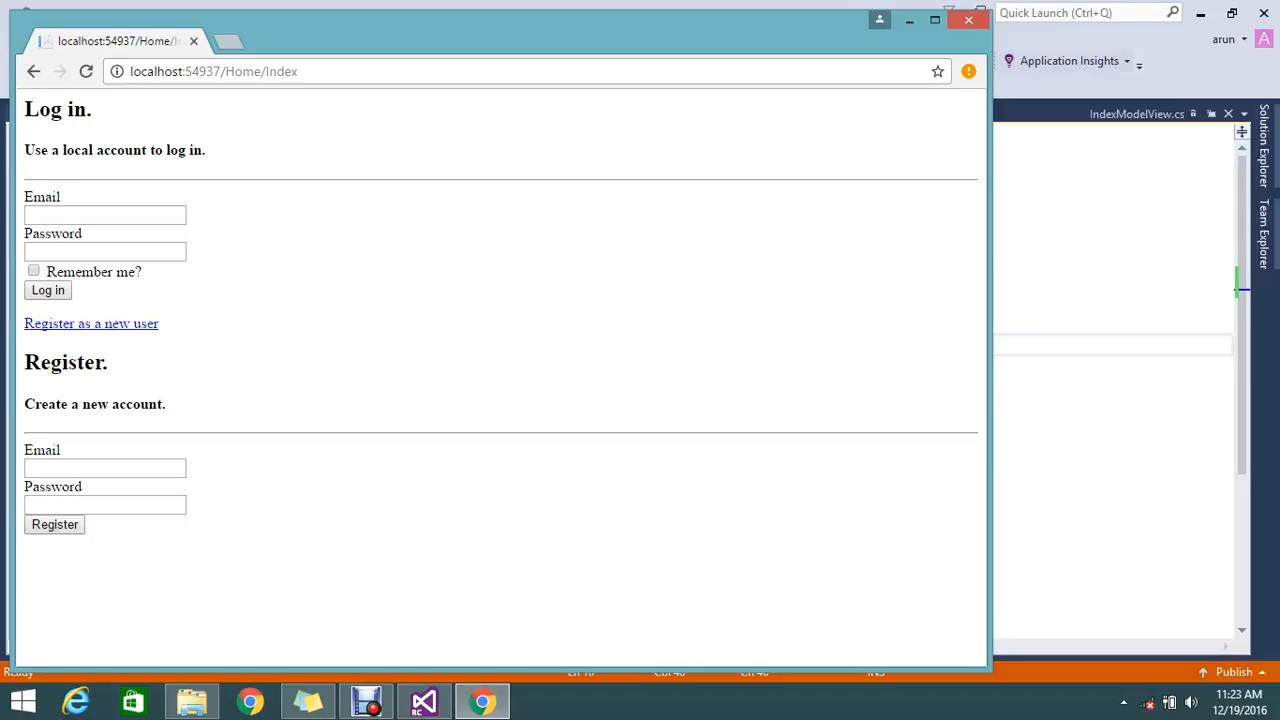 Quick Launch (Ctrl+Q)
localhost:54937/Home/I
arun
A
Application Insights
localhost:54937/Home/Index
IndexModelView.cs
Solution Explorer
Team Explorer
Log in.
Use a local account to log in.
Email
Password
Remember me?
Log in
Register as a new user
Register.
Create a new account.
Email
Password
Register
Ready
Publish
RC
11:23 AM
12/19/2016